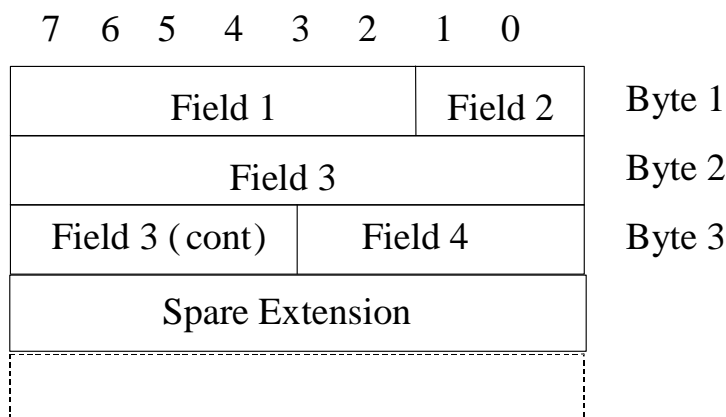 7 6 5 4 3 2 1 0
Field 1 Field 2 Byte 1
Field 3 Byte 2
Field 3 (cont) Field 4 Byte 3
Spare Extension